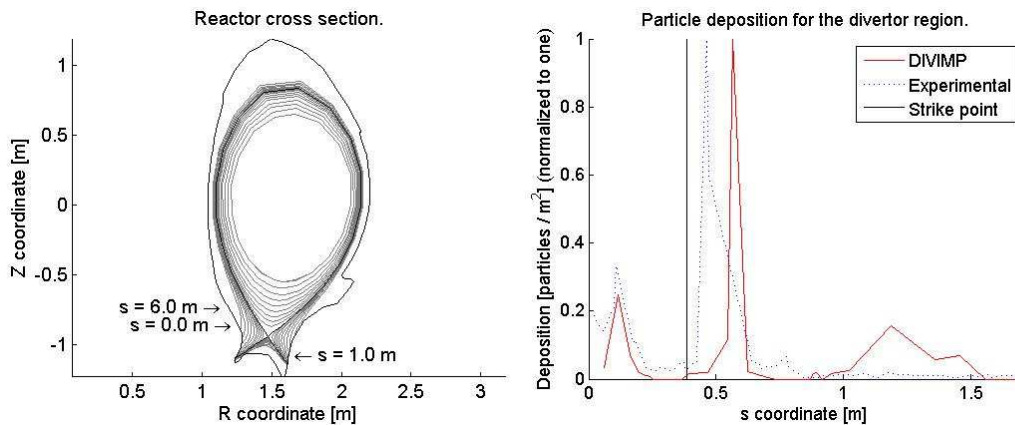 Reactor cross section.
1
0.5
0
-0.5
-1
Z coordinate [m]
s = 6.0 m →
s = 0.0 m →
← s = 1.0 m
0.5
1
1.5
2
2.5
3
R coordinate [m]
Particle deposition for the divertor region.
DIVIMP
Experimental
Strike point
1
0.8
0.6
0.4
0.2
0
Deposition [particles / m²] (normalized to one)
0
0.5
1
1.5
s coordinate [m]